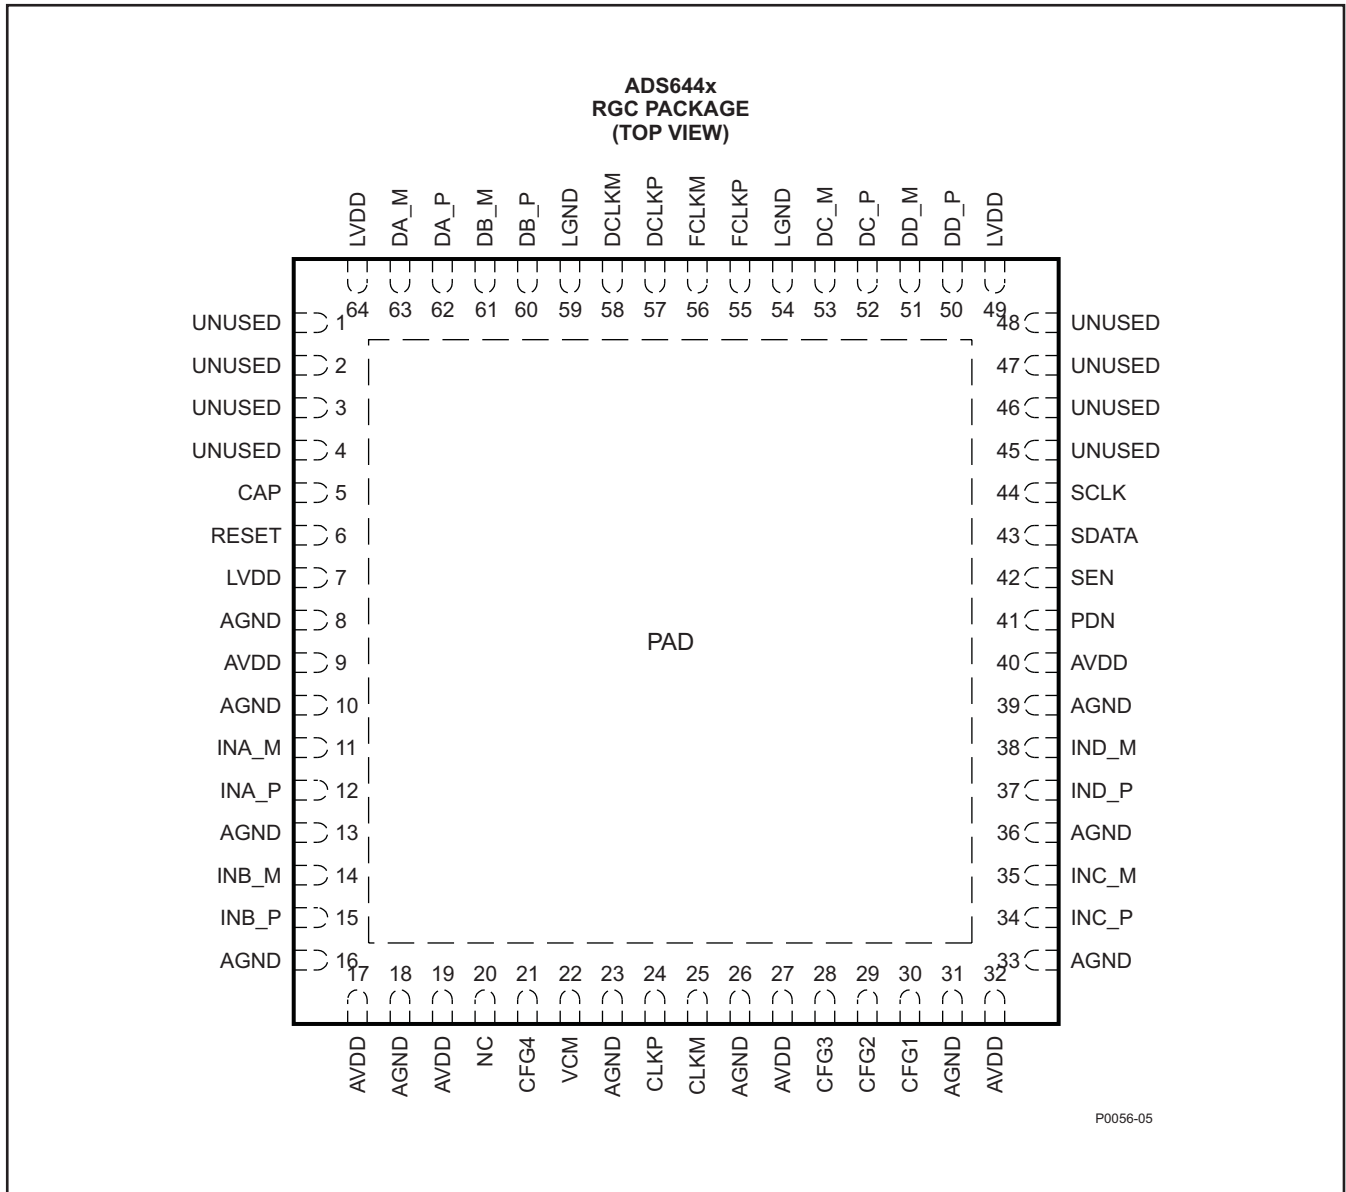 ADS644x
RGC PACKAGE
(TOP VIEW)
LVDD
DA_M
DA_P
DB_M
DB_P
LGND
DCLKM
DCLKP
FCLKM
FCLKP
LGND
DC_M
DC_P
DD_M
DD_P
LVDD
64 63 62 61 60 59 58 57 56 55 54 53 52 51 50 49
UNUSED 1 48 UNUSED
UNUSED 2 47 UNUSED
UNUSED 3 46 UNUSED
UNUSED 4 45 UNUSED
CAP 5 44 SCLK
RESET 6 43 SDATA
LVDD 7 42 SEN
AGND 8 41 PDN
PAD
AVDD 9 40 AVDD
AGND 10 39 AGND
INA_M 11 38 IND_M
INA_P 12 37 IND_P
AGND 13 36 AGND
INB_M 14 35 INC_M
INB_P 15 34 INC_P
AGND 16 33 AGND
17 18 19 20 21 22 23 24 25 26 27 28 29 30 31 32
AVDD
AGND
AVDD
NC
CFG4
VCM
AGND
CLKP
CLKM
AGND
AVDD
CFG3
CFG2
CFG1
AGND
AVDD
P0056-05